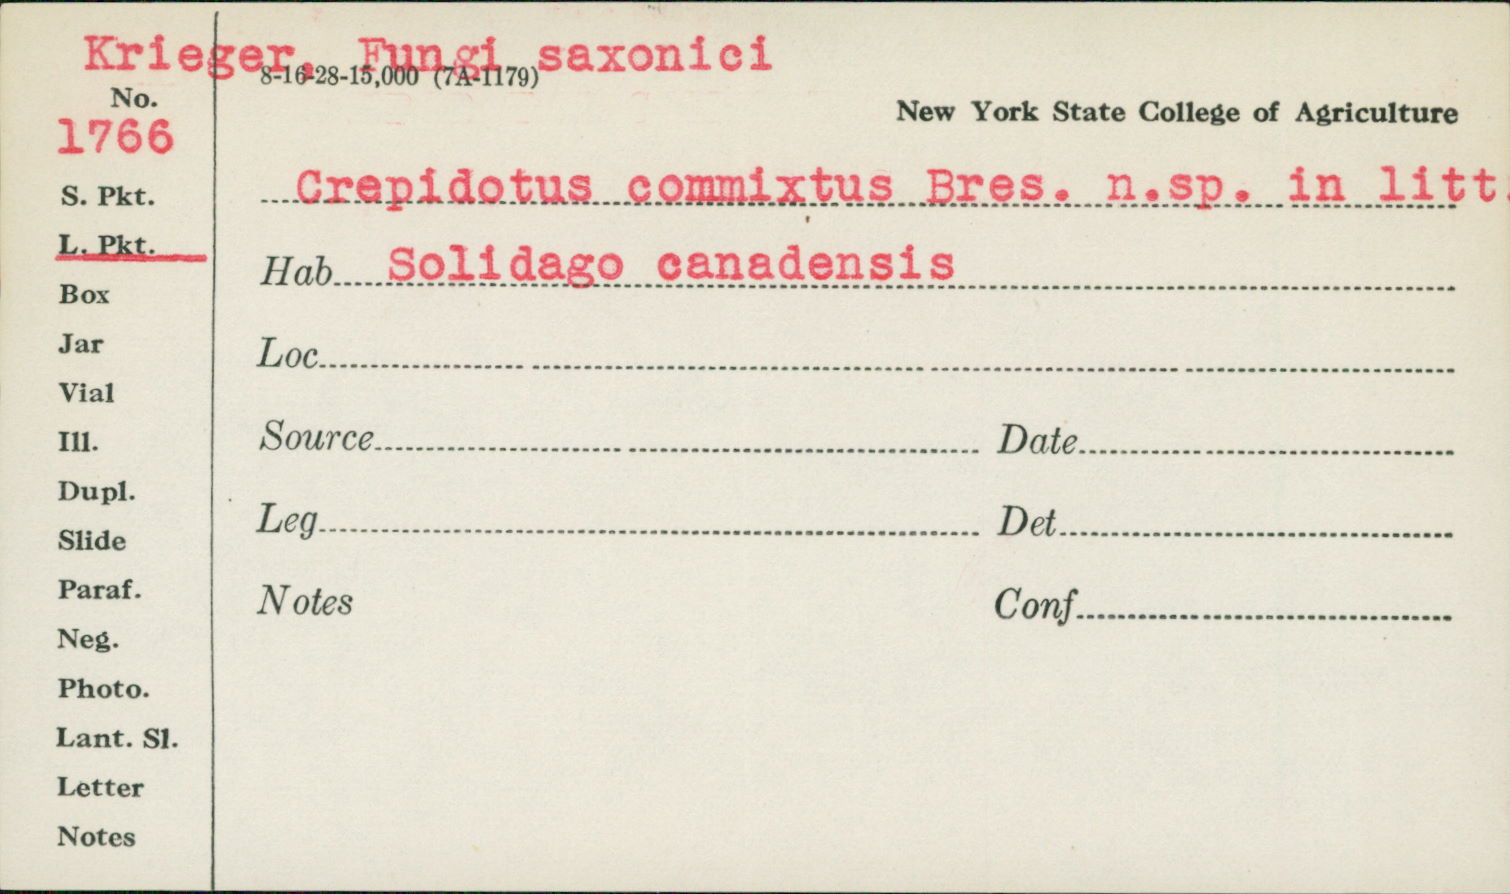 Krieger, Fungi saxonici
8-16-28-15,000 (7A-1179)
No.
1766
New York State College of Agriculture
S. Pkt.
Crepidotus commixtus Bres. n.sp. in litt.
L. Pkt.
Hab Solidago canadensis
Box
Jar
Loc
Vial
Ill.
Source Date
Dupl.
Slide
Leg Det
Paraf.
Notes Conf
Neg.
Photo.
Lant. Sl.
Letter
Notes